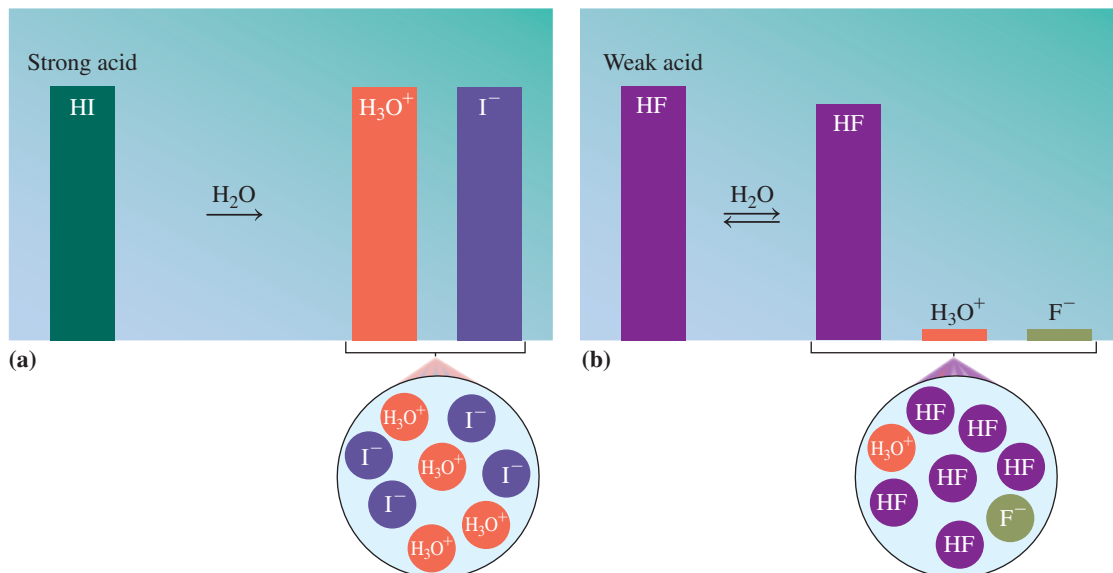 Strong acid
HI
H₂O
H₃O⁺
I⁻
(a)
H₃O⁺
I⁻
I⁻
H₃O⁺
I⁻
I⁻
H₃O⁺
H₃O⁺
Weak acid
HF
H₂O
HF
H₃O⁺
F⁻
(b)
HF
HF
H₃O⁺
HF
HF
HF
F⁻
HF